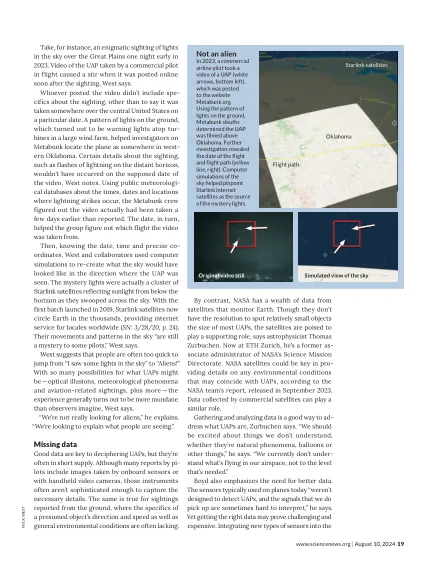 Take, for instance, an enigmatic sighting of lights
in the sky over the Great Plains one night early in
2023. Video of the UAP taken by a commercial pilot
in flight caused a stir when it was posted online
soon after the sighting, West says.
Whoever posted the video didn't include spe-
cifics about the sighting, other than to say it was
taken somewhere over the central United States on
a particular date. A pattern of lights on the ground,
which turned out to be warning lights atop tur-
bines in a large wind farm, helped investigators on
Metabunk locate the plane as somewhere in west-
ern Oklahoma. Certain details about the sighting,
such as flashes of lightning on the distant horizon,
wouldn't have occurred on the supposed date of
the video, West notes. Using public meteorologi-
cal databases about the times, dates and locations
where lightning strikes occur, the Metabunk crew
figured out the video actually had been taken a
few days earlier than reported. The date, in turn,
helped the group figure out which flight the video
was taken from.
Then, knowing the date, time and precise co-
ordinates, West and collaborators used computer
simulations to re-create what the sky would have
looked like in the direction where the UAP was
seen. The mystery lights were actually a cluster of
Starlink satellites reflecting sunlight from below the
horizon as they swooped across the sky. With the
first batch launched in 2019, Starlink satellites now
circle Earth in the thousands, providing internet
service for locales worldwide (SN: 3/28/20, p. 24).
Their movements and patterns in the sky "are still
a mystery to some pilots," West says.
West suggests that people are often too quick to
jump from "I saw some lights in the sky" to "Aliens!"
With so many possibilities for what UAPs might
be—optical illusions, meteorological phenomena
and aviation-related sightings, plus more—the
experience generally turns out to be more mundane
than observers imagine, West says.
"We're not really looking for aliens," he explains.
"We're looking to explain what people are seeing."
Missing data
Good data are key to deciphering UAPs, but they're
often in short supply. Although many reports by pi-
lots include images taken by onboard sensors or
with handheld video cameras, those instruments
often aren't sophisticated enough to capture the
necessary details. The same is true for sightings
reported from the ground, where the specifics of
a presumed object's direction and speed as well as
general environmental conditions are often lacking.
Not an alien
In 2023, a commercial
airline pilot took a
video of a UAP (white
arrows, bottom left),
which was posted
to the website
Metabunk.org.
Using the pattern of
lights on the ground,
Metabunk sleuths
determined the UAP
was filmed above
Oklahoma. Further
investigation revealed
the date of the flight
and flight path (yellow
line, right). Computer
simulations of the
sky helped pinpoint
Starlink internet
satellites as the source
of the mystery lights.
Starlink satellites
Oklahoma
Flight path
Original video still
Simulated view of the sky
By contrast, NASA has a wealth of data from
satellites that monitor Earth. Though they don't
have the resolution to spot relatively small objects
the size of most UAPs, the satellites are poised to
play a supporting role, says astrophysicist Thomas
Zurbuchen. Now at ETH Zurich, he's a former as-
sociate administrator of NASA's Science Mission
Directorate. NASA satellites could be key in pro-
viding details on any environmental conditions
that may coincide with UAPs, according to the
NASA team's report, released in September 2023.
Data collected by commercial satellites can play a
similar role.
Gathering and analyzing data is a good way to ad-
dress what UAPs are, Zurbuchen says. "We should
be excited about things we don't understand,
whether they're natural phenomena, balloons or
other things," he says. "We currently don't under-
stand what's flying in our airspace, not to the level
that's needed."
Boyd also emphasizes the need for better data.
The sensors typically used on planes today "weren't
designed to detect UAPs, and the signals that we do
pick up are sometimes hard to interpret," he says.
Yet getting the right data may prove challenging and
expensive. Integrating new types of sensors into the
MICK WEST
www.sciencenews.org | August 10, 2024 19